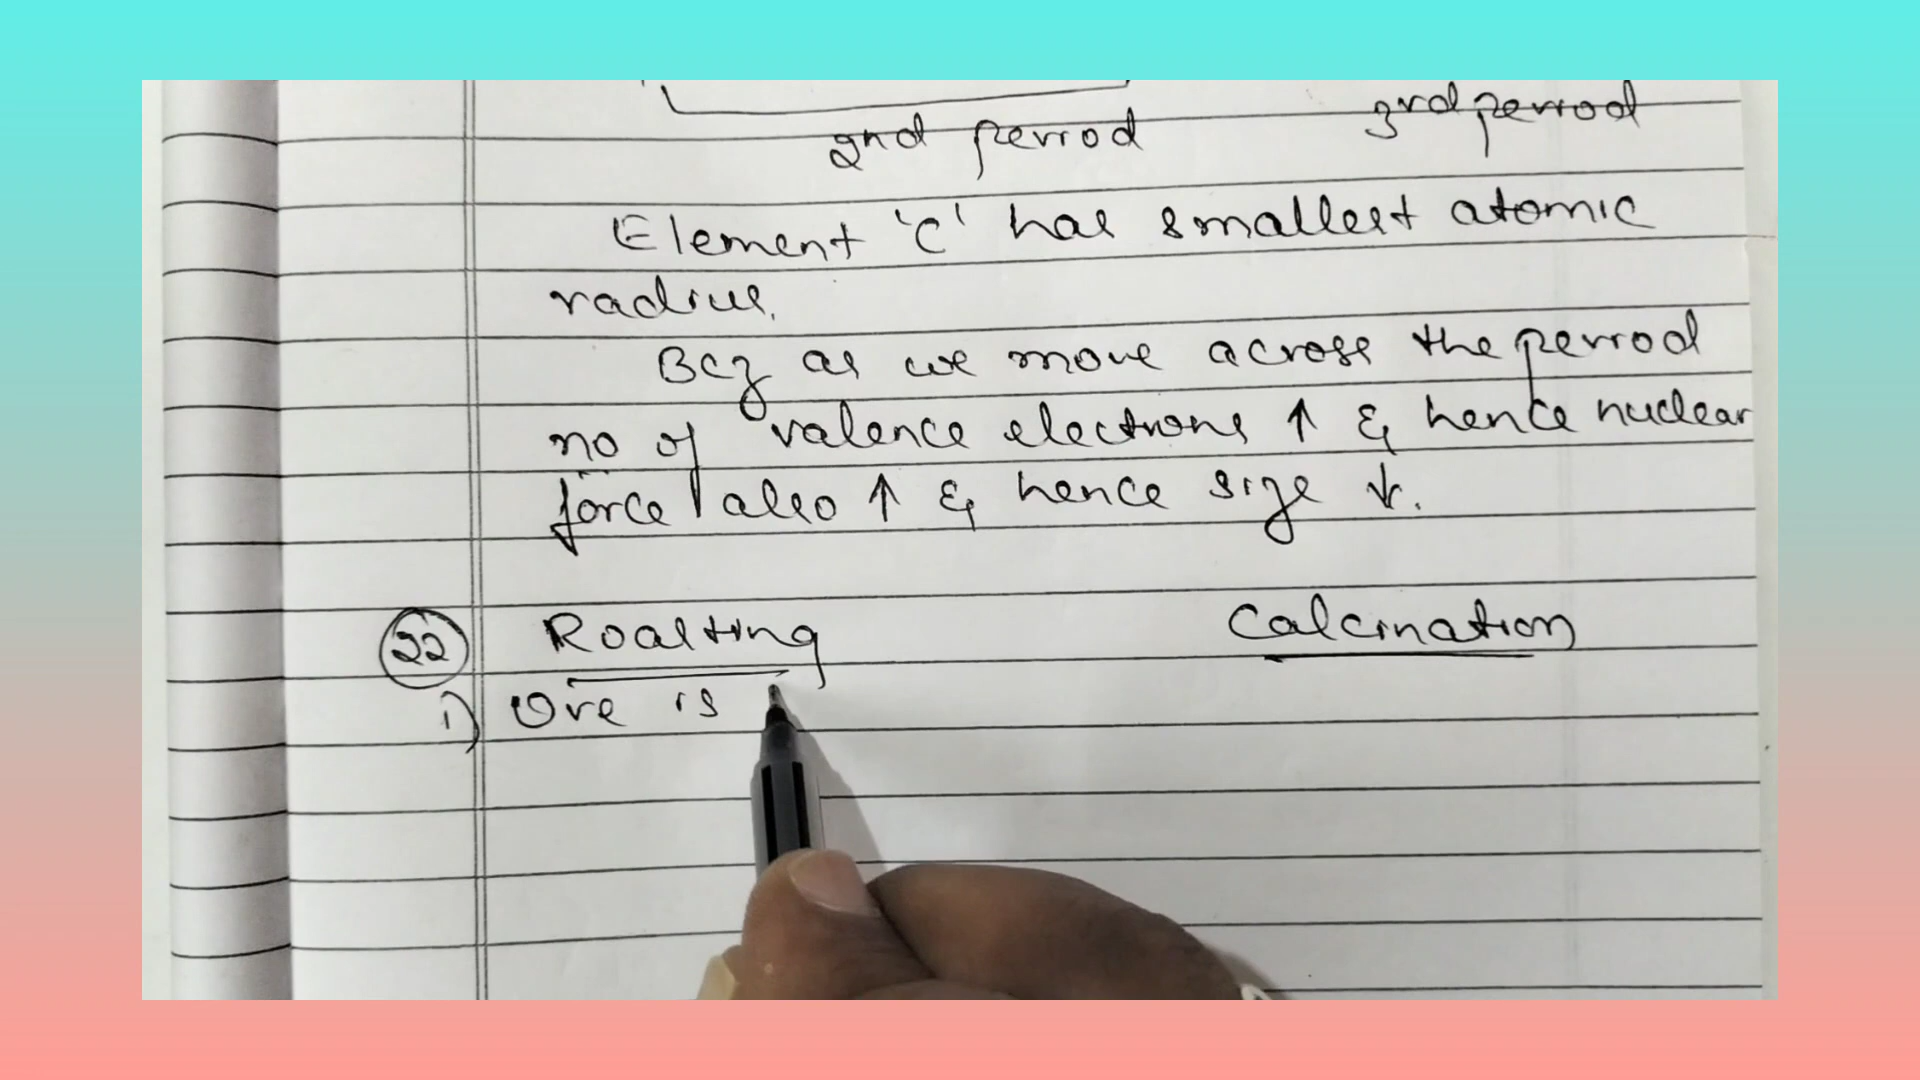 2nd period 3rd period
Element 'C' has smallest atomic
radius.
Bcz as we move across the period
no of valence electrons ↑ & hence nuclear
force also ↑ & hence size ↓.
22 Roasting Calcination
i) Ore is